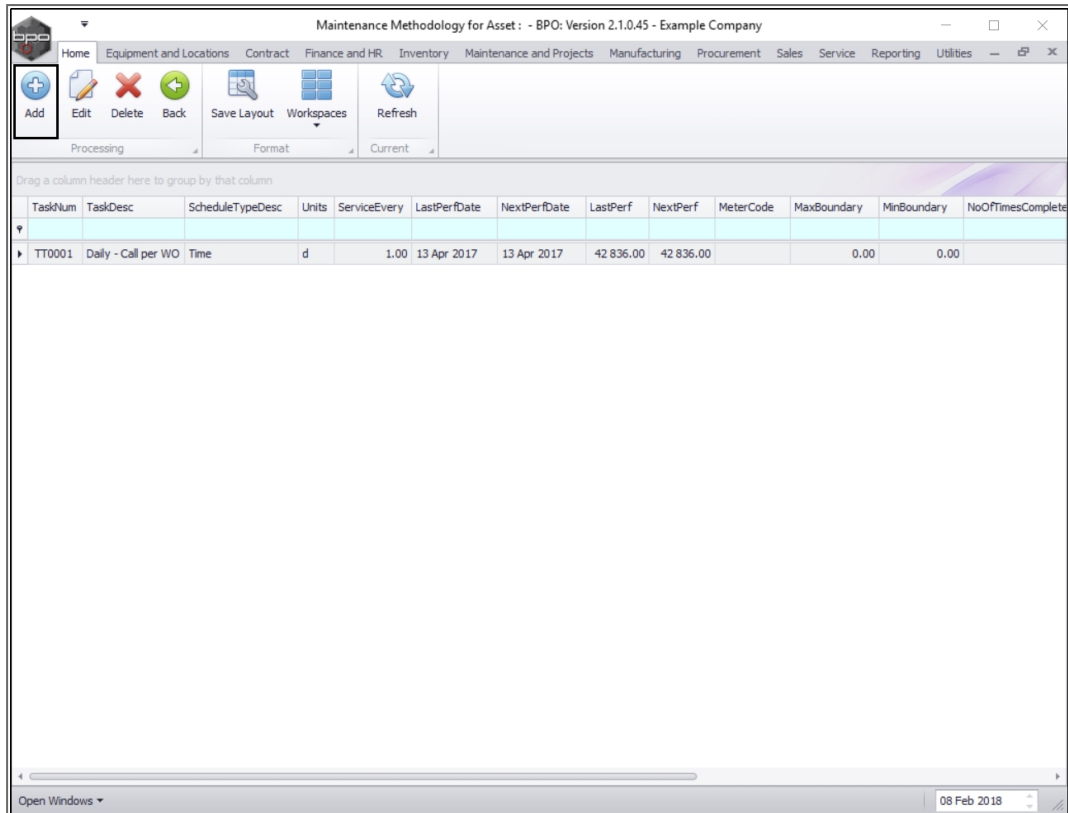 Maintenance Methodology for Asset : - BPO: Version 2.1.0.45 - Example Company
bpo
Home Equipment and Locations Contract Finance and HR Inventory Maintenance and Projects Manufacturing Procurement Sales Service Reporting Utilities
Add Edit Delete Back Save Layout Workspaces Refresh
Processing Format Current
Drag a column header here to group by that column
TaskNum TaskDesc ScheduleTypeDesc Units ServiceEvery LastPerfDate NextPerfDate LastPerf NextPerf MeterCode MaxBoundary MinBoundary NoOfTimesComplete
TT0001 Daily - Call per WO Time d 1.00 13 Apr 2017 13 Apr 2017 42 836.00 42 836.00 0.00 0.00
Open Windows 08 Feb 2018